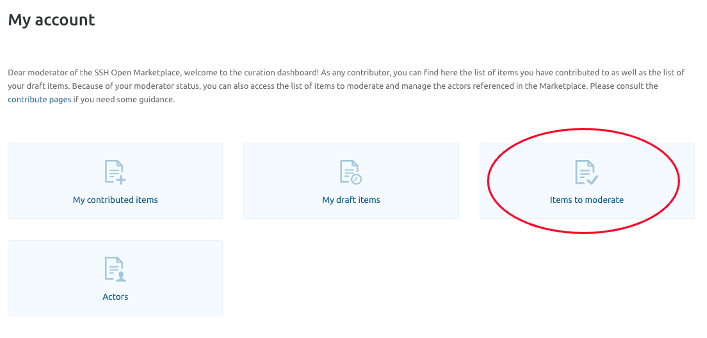 My account
Dear moderator of the SSH Open Marketplace, welcome to the curation dashboard! As any contributor, you can find here the list of items you have contributed to as well as the list of
your draft items. Because of your moderator status, you can also access the list of items to moderate and manage the actors referenced in the Marketplace. Please consult the
contribute pages if you need some guidance.
My contributed items
My draft items
Items to moderate
Actors